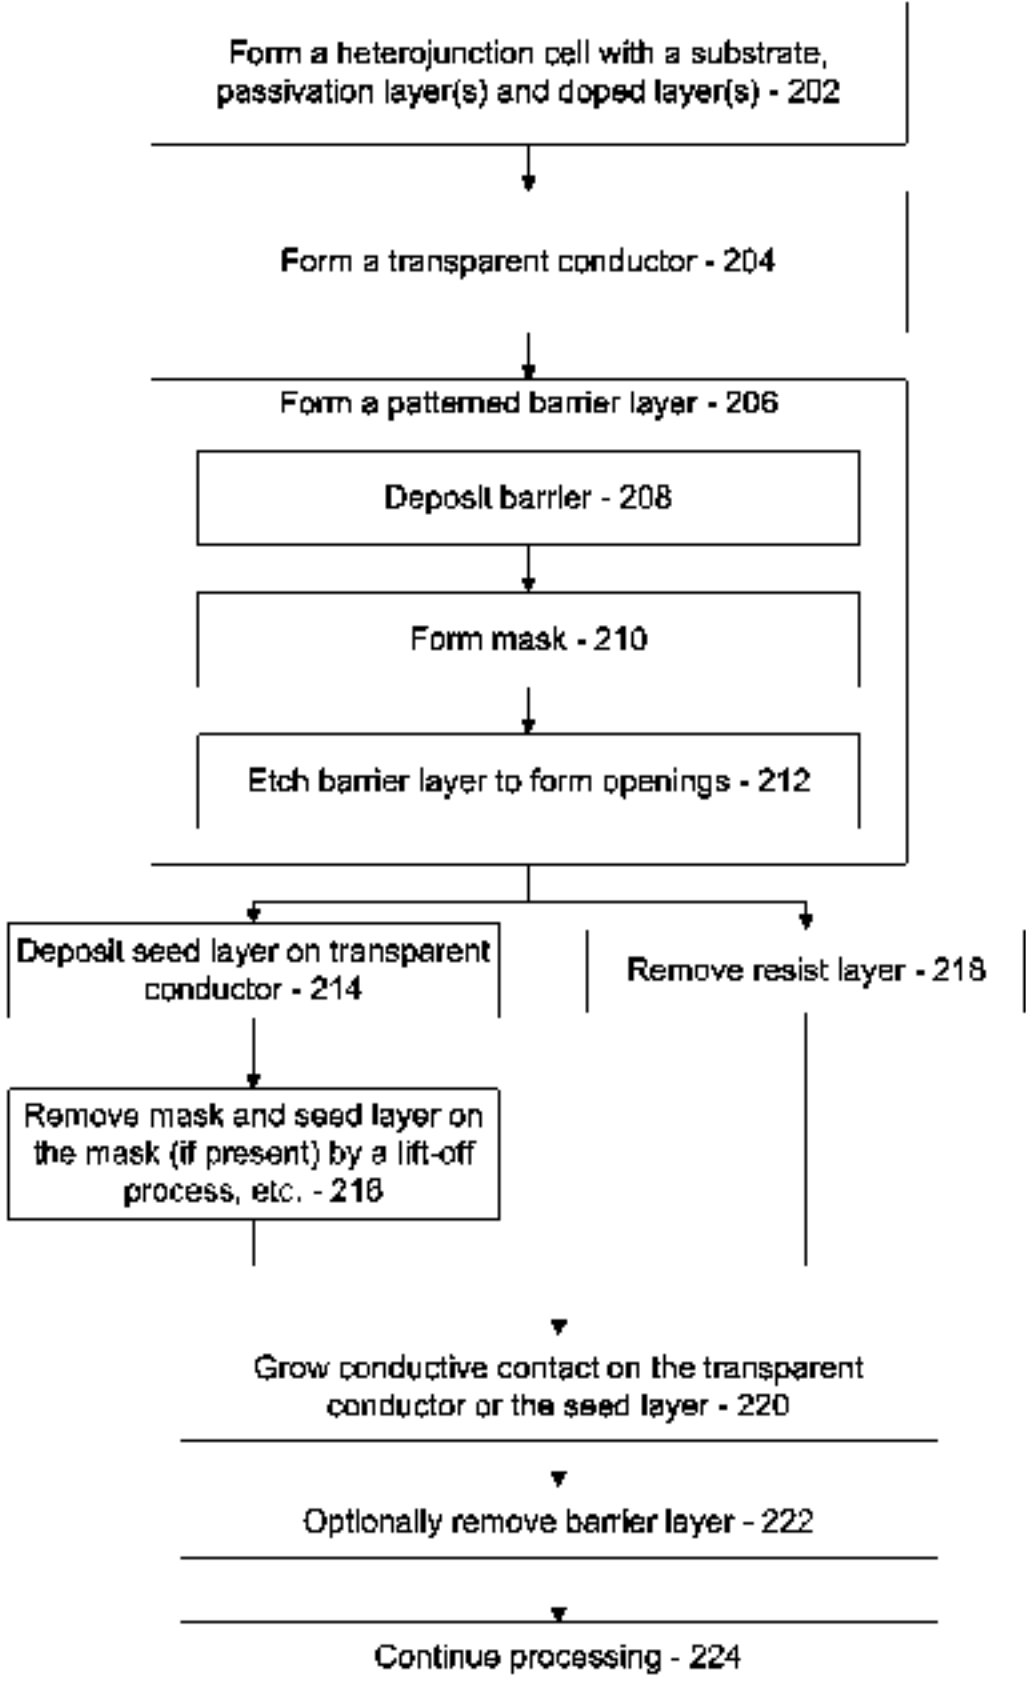 Form a heterojunction cell with a substrate,
passivation layer(s) and doped layer(s) - 202
Form a transparent conductor - 204
Form a patterned barrier layer - 206
Deposit barrier - 208
Form mask - 210
Etch barrier layer to form openings - 212
Deposit seed layer on transparent
conductor - 214
Remove resist layer - 218
Remove mask and seed layer on
the mask (if present) by a lift-off
process, etc. - 216
Grow conductive contact on the transparent
conductor or the seed layer - 220
Optionally remove barrier layer - 222
Continue processing - 224